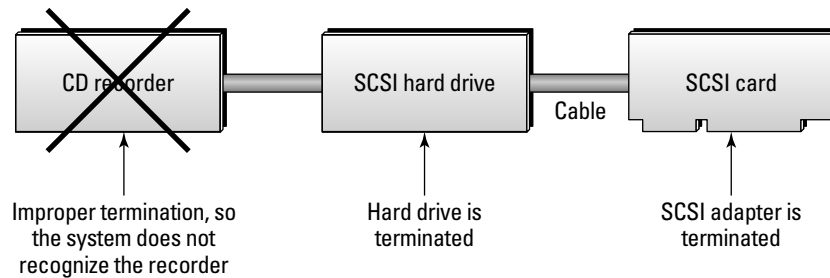 CD recorder
SCSI hard drive
SCSI card
Cable
Improper termination, so
the system does not
recognize the recorder
Hard drive is
terminated
SCSI adapter is
terminated